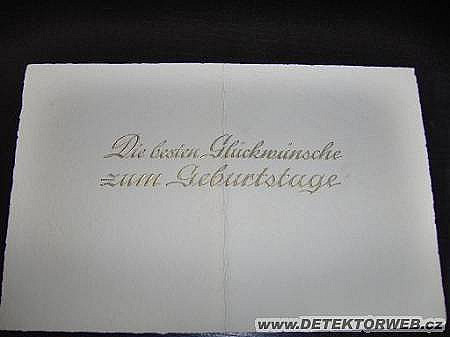 Die besten Glückwünsche
zum Geburtstage
www.DETEKTORWEB.cz